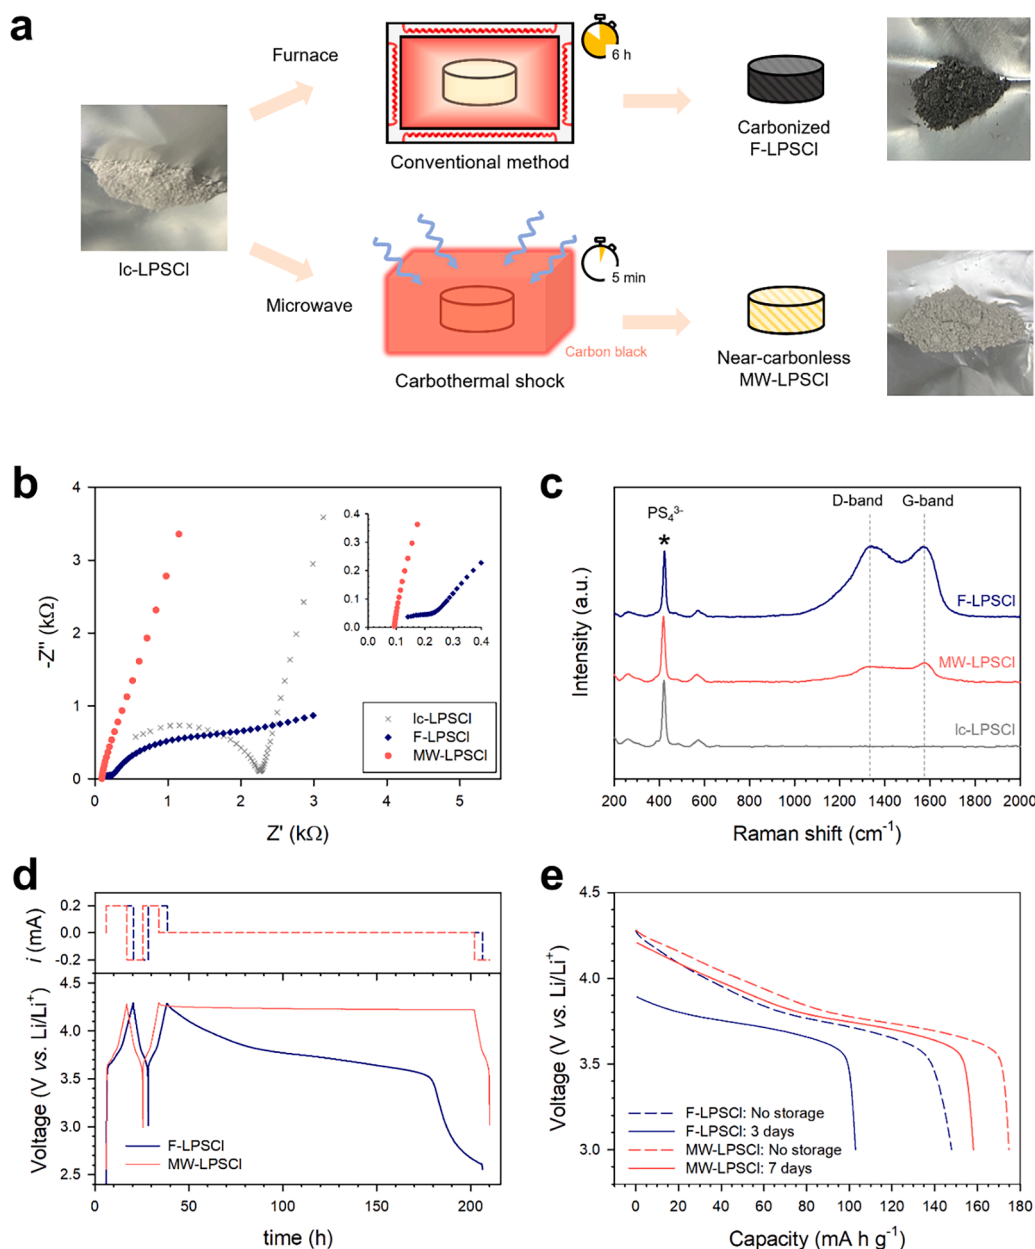 a
Furnace
6 h
Conventional method
Carbonized
F-LPSCl
lc-LPSCl
Microwave
5 min
Carbon black
Carbothermal shock
Near-carbonless
MW-LPSCl
b
-Z'' (kΩ)
4
3
2
1
0
0 1 2 3 4 5
Z' (kΩ)
0.4
0.3
0.2
0.1
0.0
0.0 0.1 0.2 0.3 0.4
lc-LPSCl
F-LPSCl
MW-LPSCl
c
Intensity (a.u.)
PS₄³⁻
*
D-band
G-band
F-LPSCl
MW-LPSCl
lc-LPSCl
200 400 600 800 1000 1200 1400 1600 1800 2000
Raman shift (cm⁻¹)
d
i (mA)
0.2
0.0
-0.2
Voltage (V vs. Li/Li⁺)
4.5
4.0
3.5
3.0
2.5
F-LPSCl
MW-LPSCl
0 50 100 150 200
time (h)
e
Voltage (V vs. Li/Li⁺)
4.5
4.0
3.5
3.0
F-LPSCl: No storage
F-LPSCl: 3 days
MW-LPSCl: No storage
MW-LPSCl: 7 days
0 20 40 60 80 100 120 140 160 180
Capacity (mA h g⁻¹)